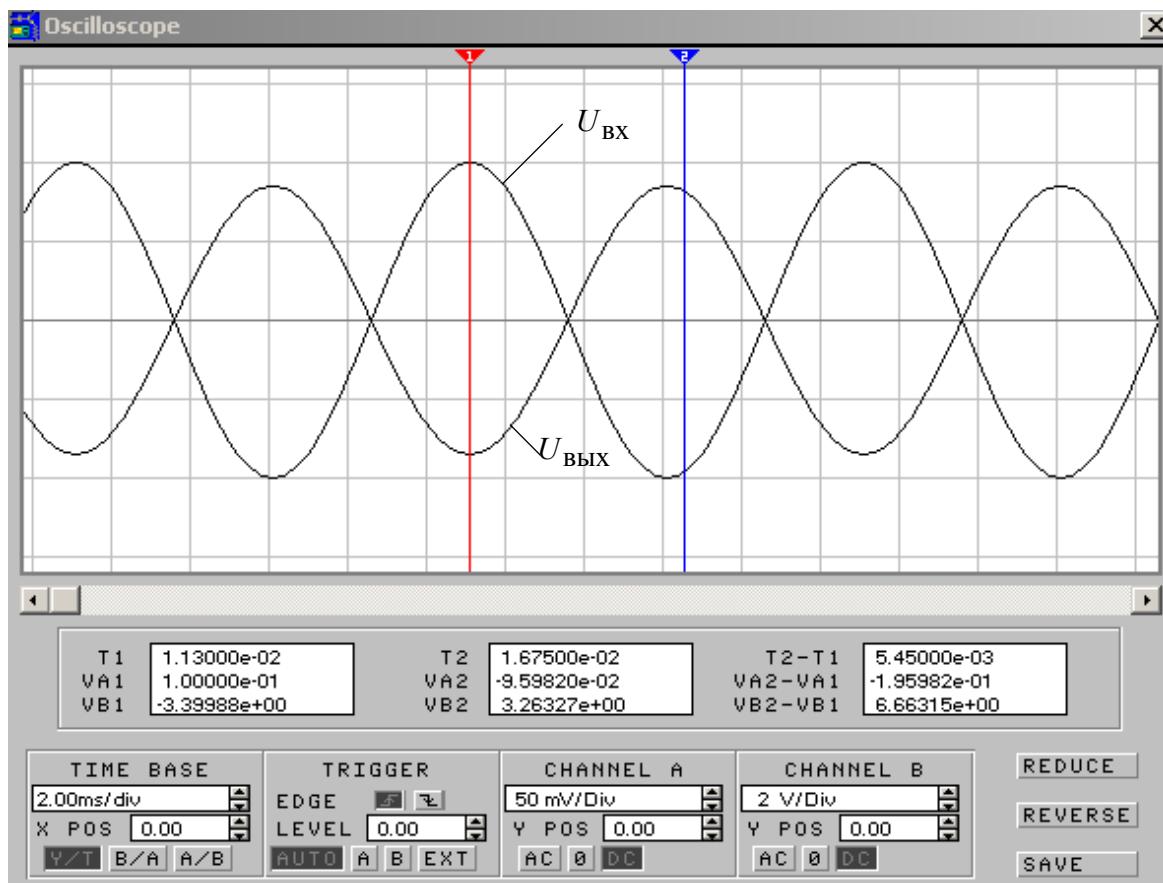 Oscilloscope
1 2
Uвх
Uвых
T1 1.13000e-02 T2 1.67500e-02 T2-T1 5.45000e-03
VA1 1.00000e-01 VA2 -9.59820e-02 VA2-VA1 -1.95982e-01
VB1 -3.39988e+00 VB2 3.26327e+00 VB2-VB1 6.66315e+00
TIME BASE TRIGGER CHANNEL A CHANNEL B REDUCE
2.00ms/div EDGE 50 mV/Div 2 V/Div
X POS 0.00 LEVEL 0.00 Y POS 0.00 Y POS 0.00 REVERSE
Y/T B/A A/B AUTO A B EXT AC 0 DC AC 0 DC SAVE